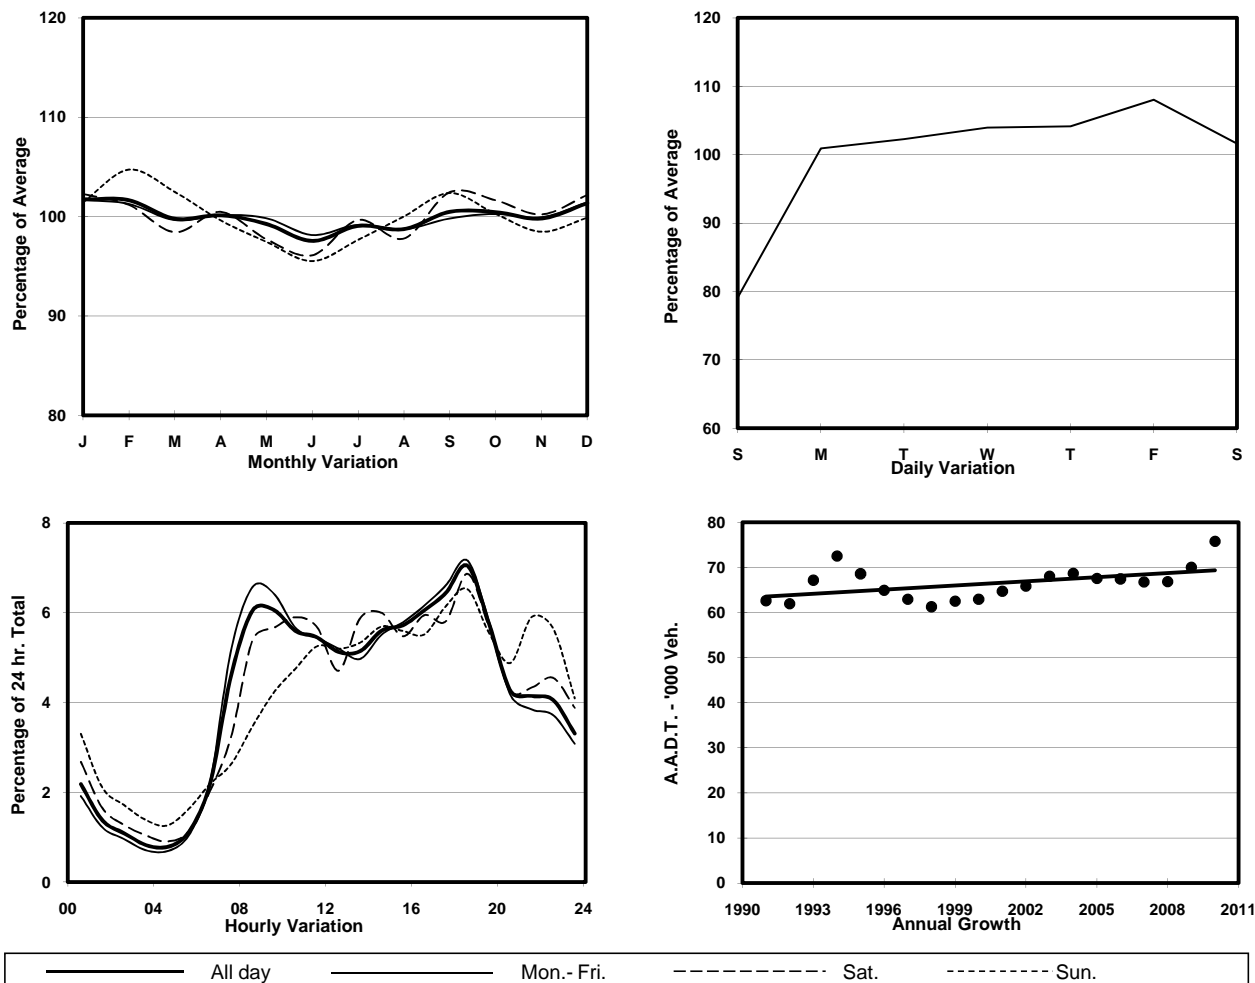 120
110
100
90
80
Percentage of Average
J F M A M J J A S O N D
Monthly Variation
120
110
100
90
80
70
60
Percentage of Average
S M T W T F S
Daily Variation
8
6
4
2
0
Percentage of 24 hr. Total
00 04 08 12 16 20 24
Hourly Variation
80
70
60
50
40
30
20
10
0
A.A.D.T. - '000 Veh.
1990 1993 1996 1999 2002 2005 2008 2011
Annual Growth
All day Mon.- Fri. Sat. Sun.